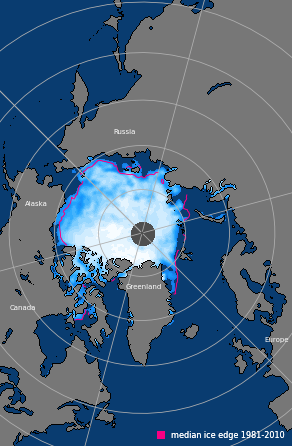 Russia
Alaska
Greenland
Canada
Europe
median ice edge 1981-2010